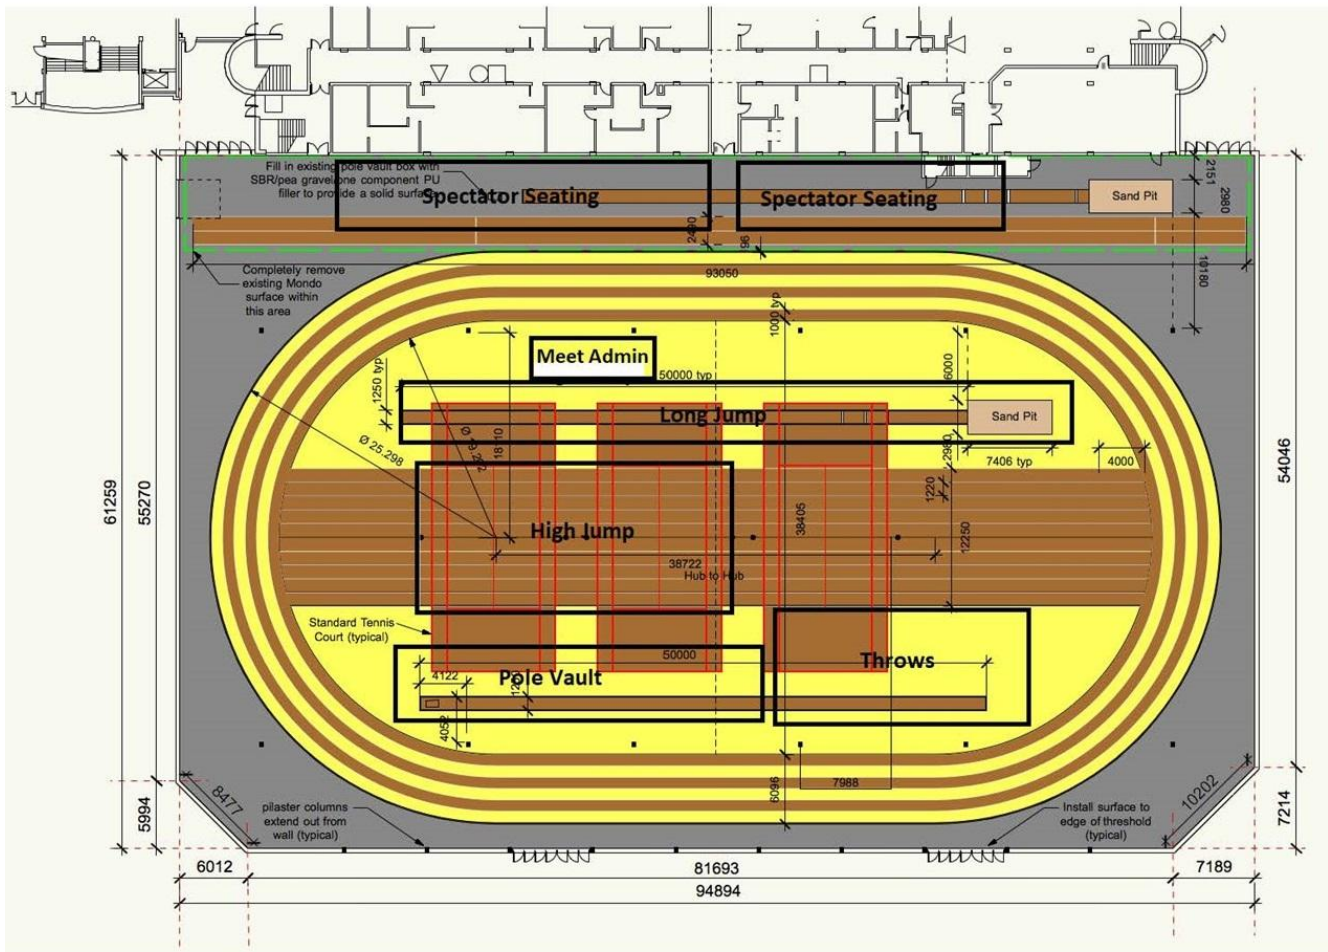 Fill in existing pole vault box with
SBR/pea gravel/one component PU
filler to provide a solid surface
Spectator Seating
Spectator Seating
Sand Pit
2151
2980
2490
96
10180
93050
Completely remove
existing Mondo
surface within
this area
1000 typ
Meet Admin
50000 typ
1250 typ
6000
Long Jump
Sand Pit
Ø 25.298
18110
2980
7406 typ
4000
1220
61259
55270
54046
High Jump
38405
12250
38722
Hub to Hub
Standard Tennis
Court (typical)
50000
Throws
4122
Pole Vault
4052
7988
6096
8477
10202
pilaster columns
extend out from
wall (typical)
Install surface to
edge of threshold
(typical)
5994
7214
6012
81693
7189
94894